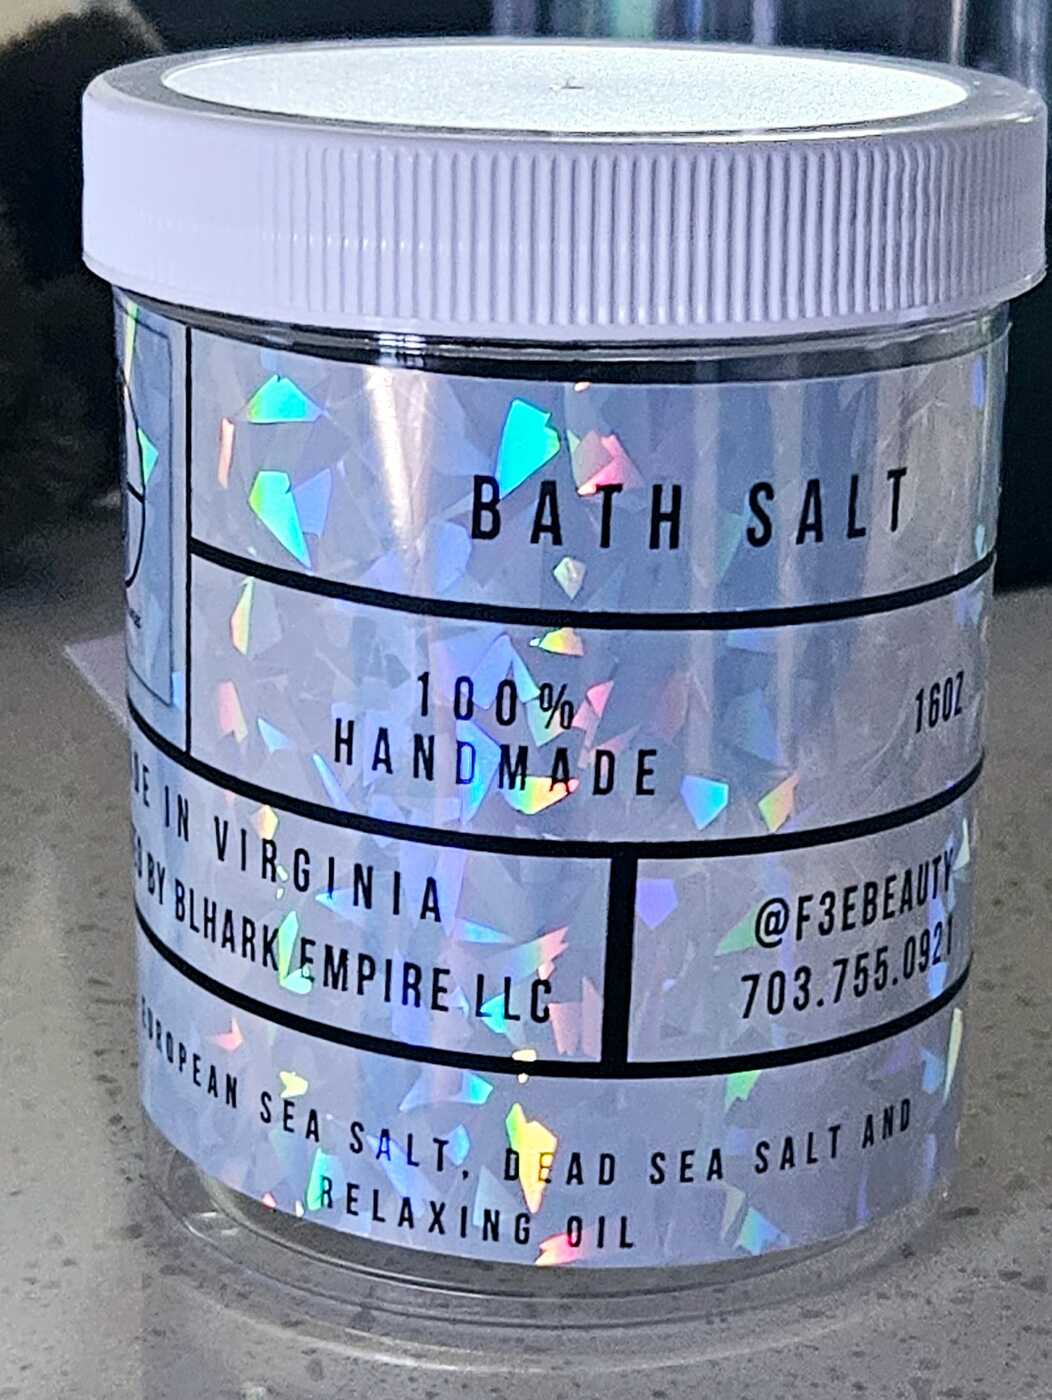 BATH SALT
100%
HANDMADE
16OZ
IN VIRGINIA
BY BLHARK EMPIRE LLC
@F3EBEAUTY
703.755.0921
EUROPEAN SEA SALT, DEAD SEA SALT AND
RELAXING OIL